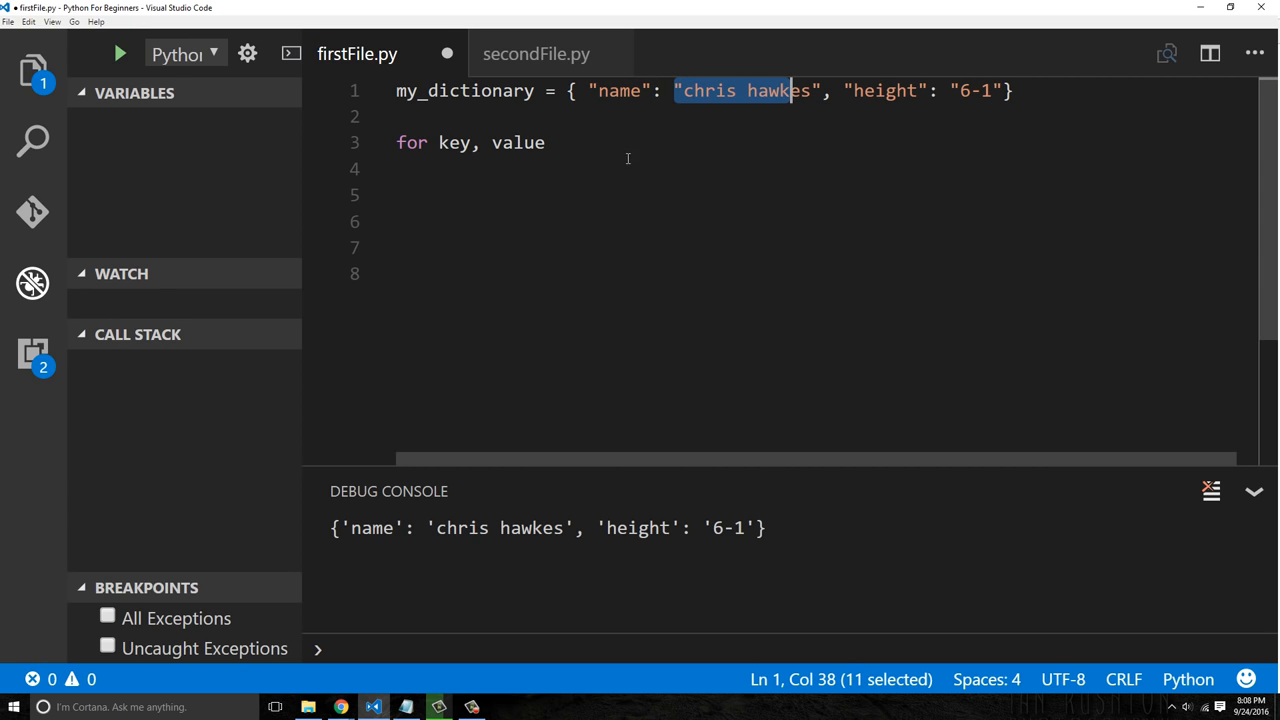 ● firstFile.py - Python For Beginners - Visual Studio Code
File Edit View Go Help
1
2
Python
firstFile.py
secondFile.py
VARIABLES
WATCH
CALL STACK
BREAKPOINTS
All Exceptions
Uncaught Exceptions
1 my_dictionary = { "name": "chris hawkes", "height": "6-1"}
2
3 for key, value
4
5
6
7
8
DEBUG CONSOLE
{'name': 'chris hawkes', 'height': '6-1'}
0 0
Ln 1, Col 38 (11 selected) Spaces: 4 UTF-8 CRLF Python
I'm Cortana. Ask me anything.
8:08 PM
9/24/2016